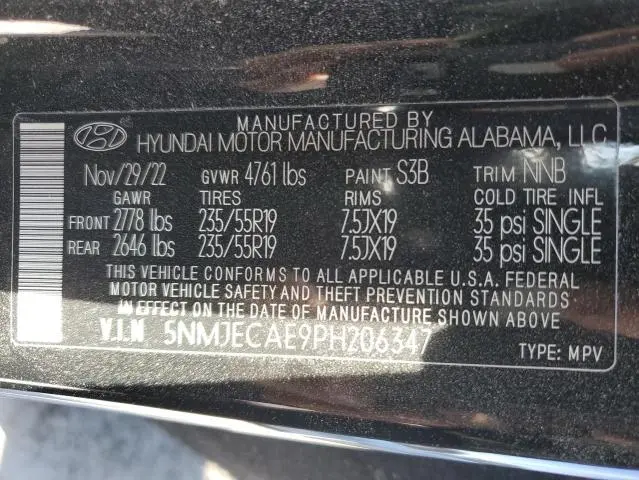 MANUFACTURED BY
HYUNDAI MOTOR MANUFACTURING ALABAMA, LLC
Nov/29/22 GVWR 4761 lbs PAINT S3B TRIM NNB
GAWR TIRES RIMS COLD TIRE INFL
FRONT 2778 lbs 235/55R19 7.5JX19 35 psi SINGLE
REAR 2646 lbs 235/55R19 7.5JX19 35 psi SINGLE
THIS VEHICLE CONFORMS TO ALL APPLICABLE U.S.A. FEDERAL
MOTOR VEHICLE SAFETY AND THEFT PREVENTION STANDARDS
IN EFFECT ON THE DATE OF MANUFACTURE SHOWN ABOVE
V.I.N 5NMJECAE9PH206347
TYPE: MPV